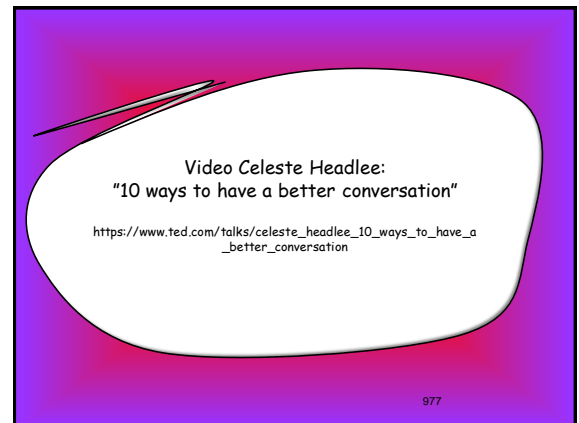 Video Celeste Headlee:
"10 ways to have a better conversation"
https://www.ted.com/talks/celeste_headlee_10_ways_to_have_a
_better_conversation
977